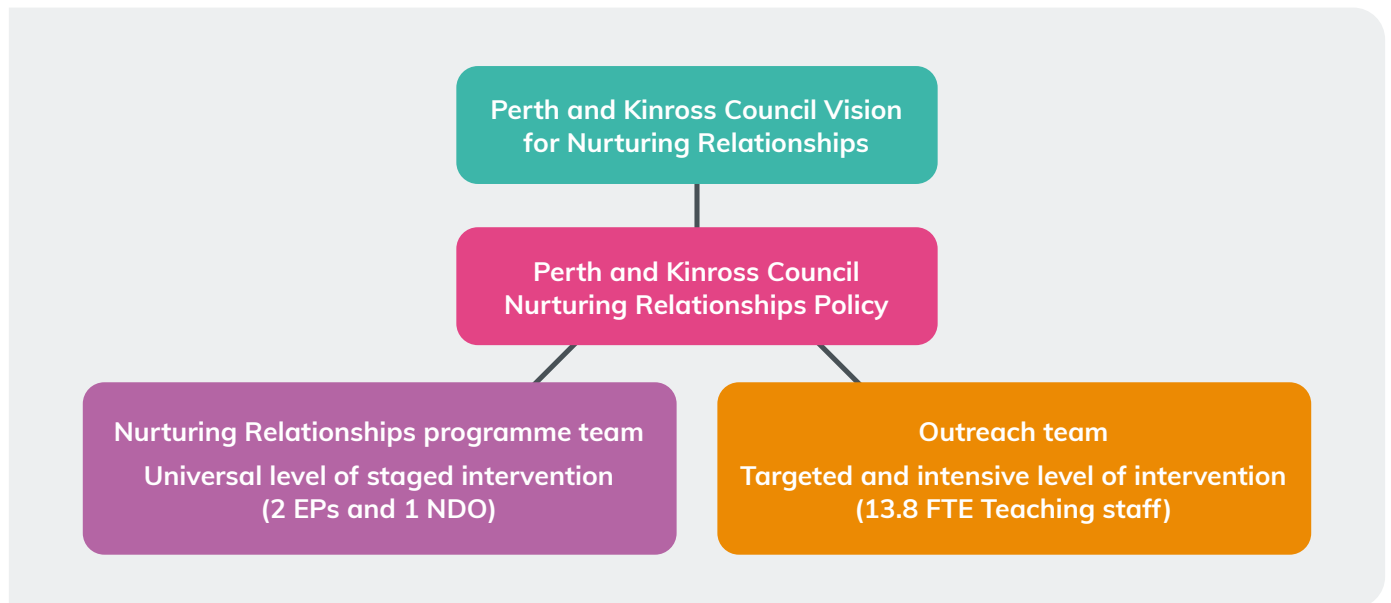 Perth and Kinross Council Vision
for Nurturing Relationships
Perth and Kinross Council
Nurturing Relationships Policy
Nurturing Relationships programme team
Universal level of staged intervention
(2 EPs and 1 NDO)
Outreach team
Targeted and intensive level of intervention
(13.8 FTE Teaching staff)